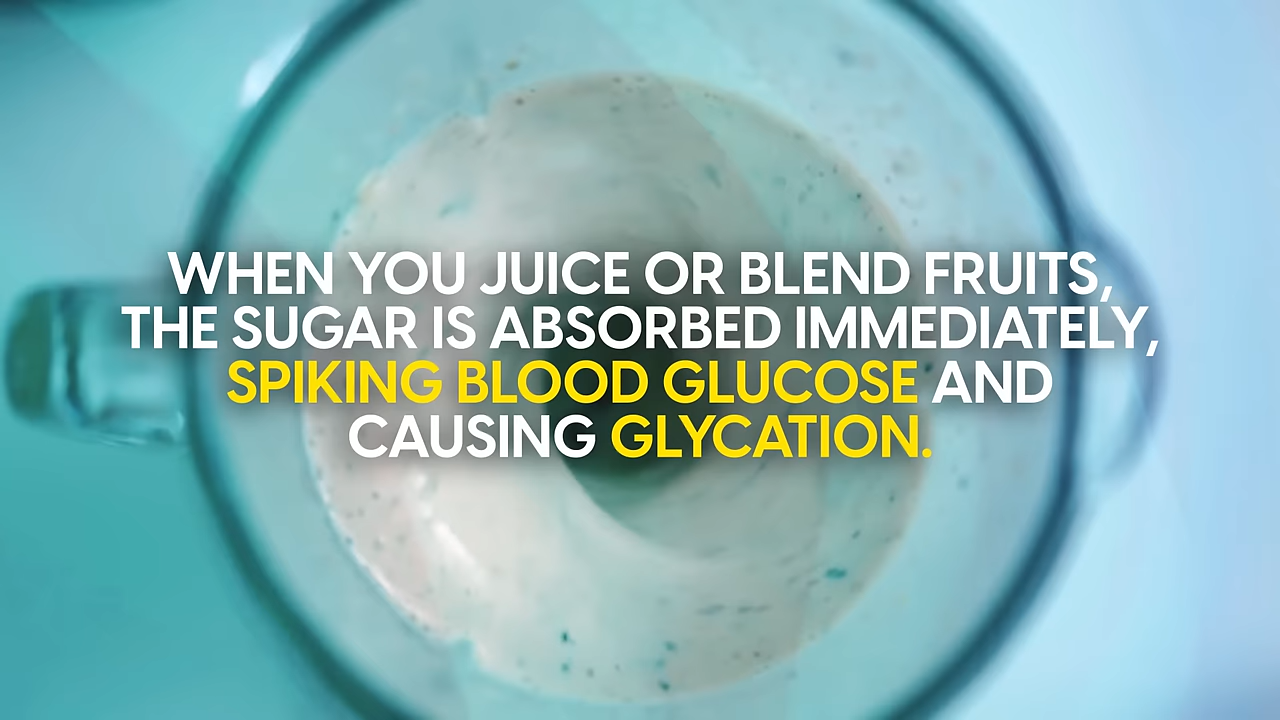 WHEN YOU JUICE OR BLEND FRUITS,
THE SUGAR IS ABSORBED IMMEDIATELY,
SPIKING BLOOD GLUCOSE AND
CAUSING GLYCATION.